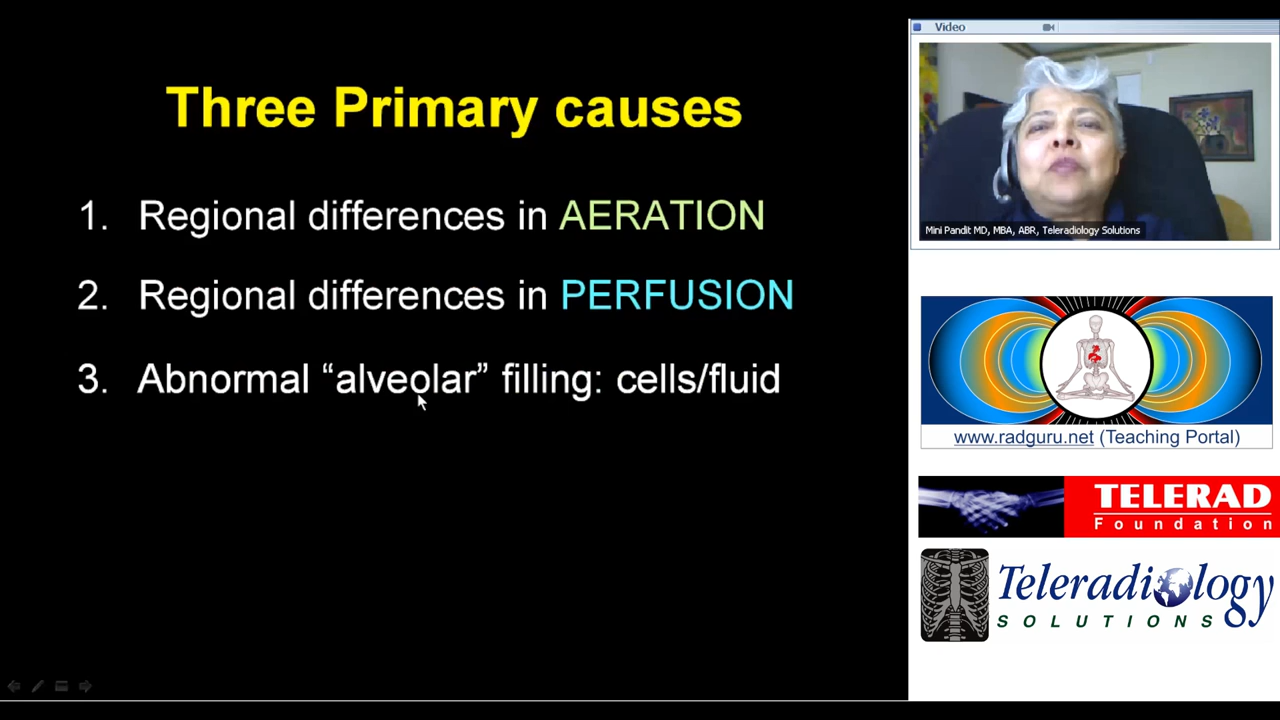 Three Primary causes
1. Regional differences in AERATION
2. Regional differences in PERFUSION
3. Abnormal “alveolar” filling: cells/fluid
Video
Mini Pandit MD, MBA, ABR, Teleradiology Solutions
www.radguru.net (Teaching Portal)
TELERAD
Foundation
Teleradiology
SOLUTIONS